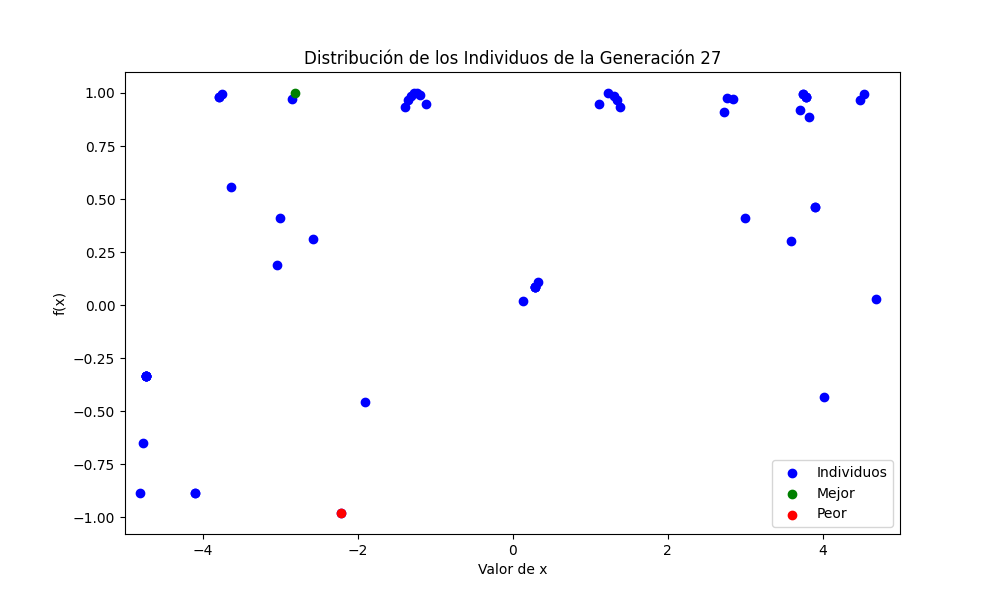 Distribución de los Individuos de la Generación 27
f(x)
1.00
0.75
0.50
0.25
0.00
−0.25
−0.50
−0.75
−1.00
−4
−2
0
2
4
Valor de x
Individuos
Mejor
Peor